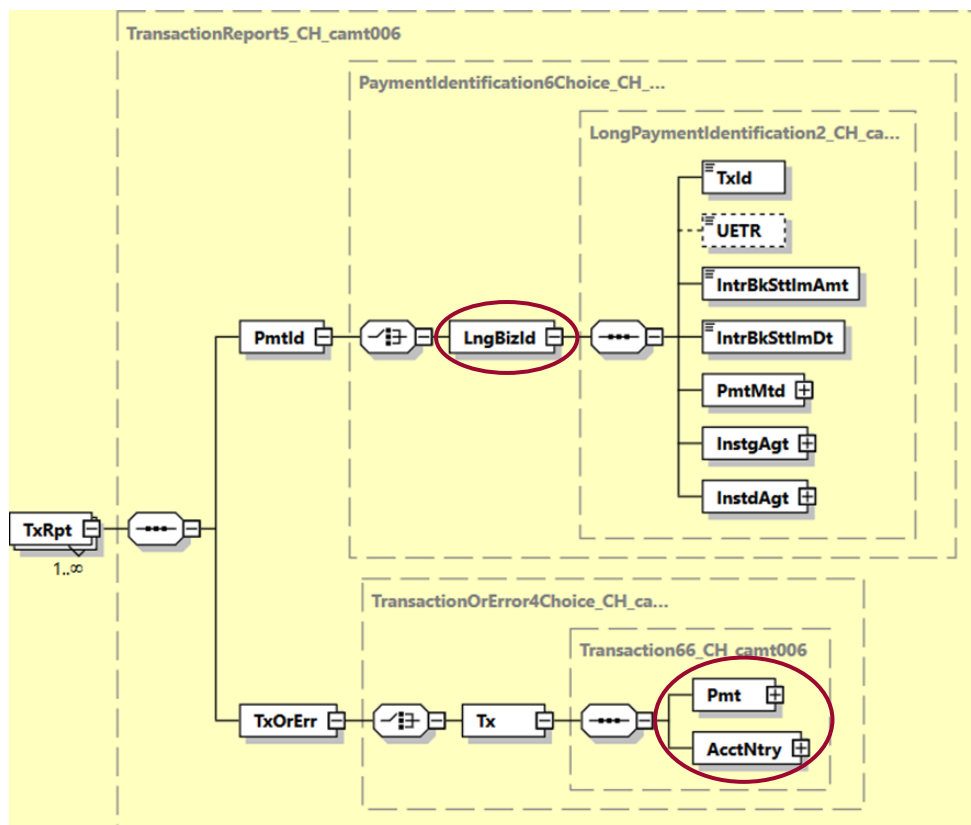 TransactionReport5_CH_camt006
PaymentIdentification6Choice_CH_...
LongPaymentIdentification2_CH_ca...
TxId
UETR
IntrBkSttlmAmt
PmtId
LngBizId
IntrBkSttlmDt
PmtMtd
InstgAgt
InstdAgt
TxRpt
1..∞
TransactionOrError4Choice_CH_ca...
Transaction66_CH_camt006
Pmt
TxOrErr
Tx
AcctNtry